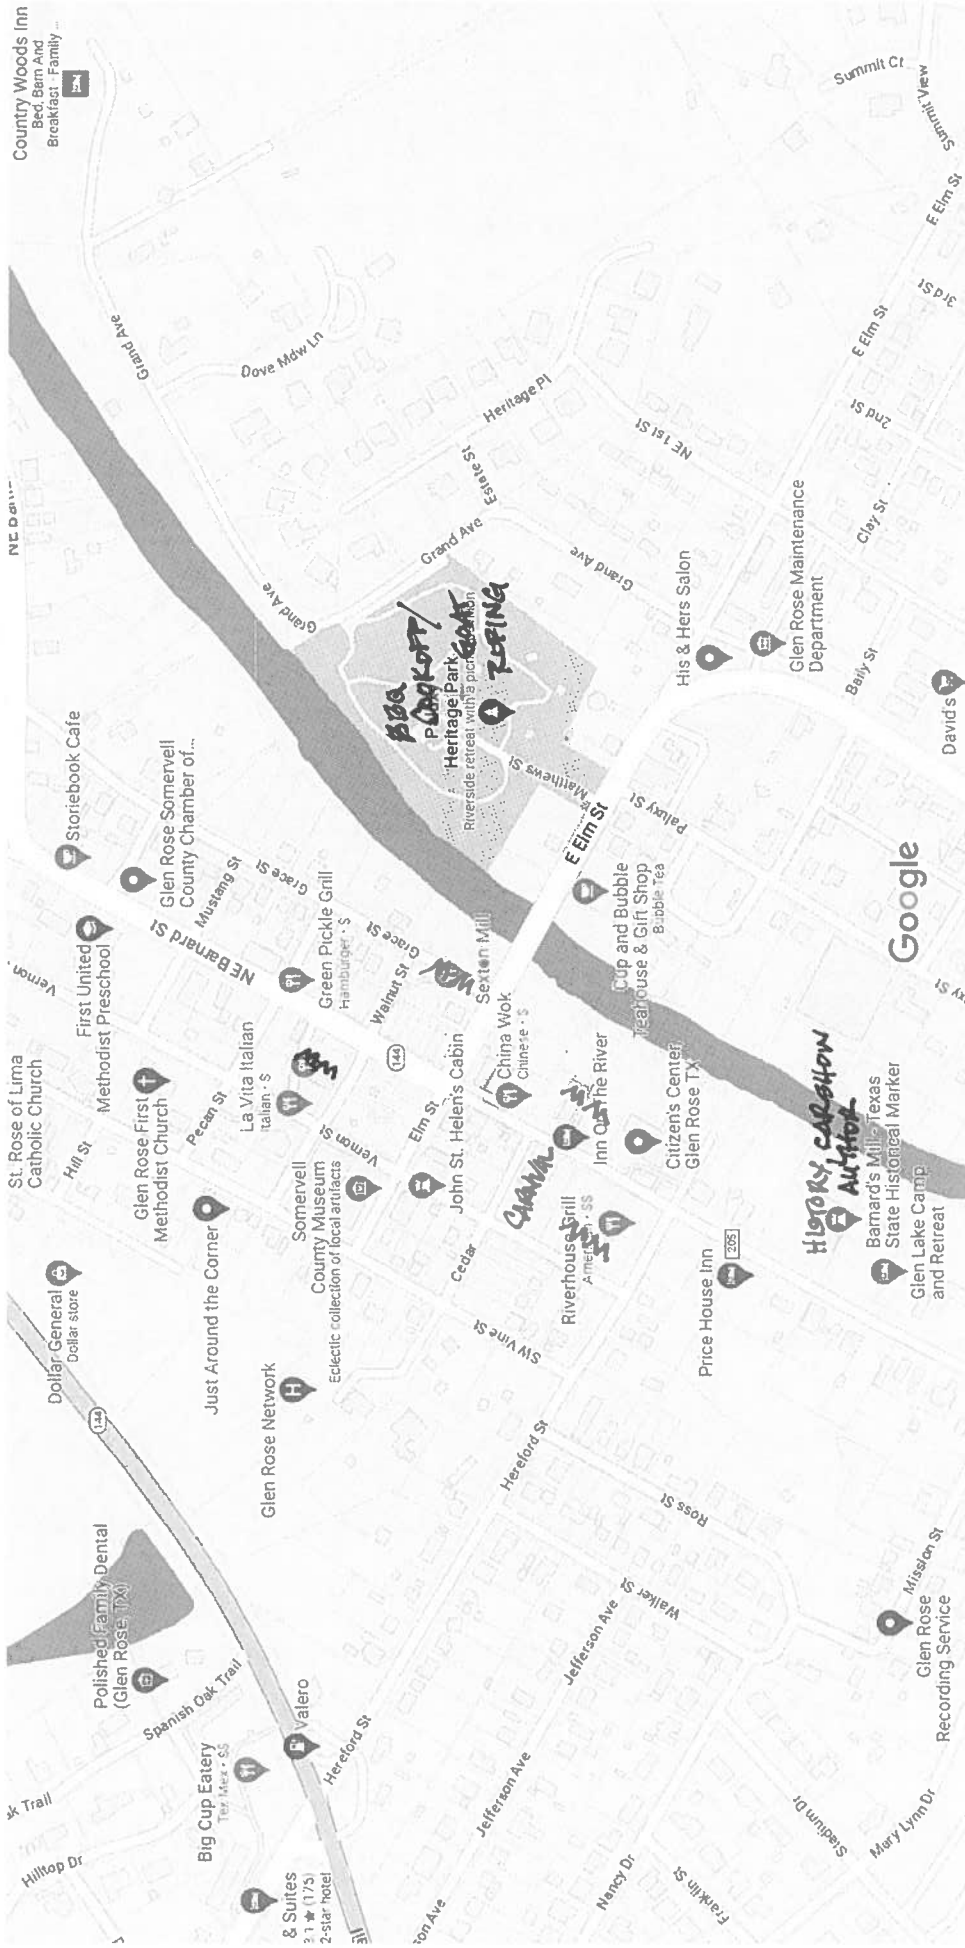 Country Woods Inn
Bed, Barn And
Breakfast · Family ...
Summit Ct
Summit View
E Elm St
3rd St
E Elm St
2nd St
Clay St
Grand Ave
Dove Mdw Ln
Heritage Pl
NE 1st St
Estate St
Grand Ave
Grand Ave
Grand Ave
BBQ
COOKOFF/
GOAT
ROPING
Heritage Park
Riverside retreat with a
Matthews St
Paluxy St
E Elm St
His & Hers Salon
Glen Rose Maintenance
Department
Baily St
David's
Storiebook Cafe
Glen Rose Somervell
County Chamber of...
Mustang St
Grace St
Grace St
NE Barnard St
First United
Methodist Preschool
Vernon
Green Pickle Grill
Hamburger · $
Walnut St
Sexton Mill
Cup and Bubble
Teahouse & Gift Shop
Bubble Tea
Google
St. Rose of Lima
Catholic Church
Hill St
Glen Rose First
Methodist Church
Pecan St
La Vita Italian
Italian · $
144
Vernon St
Elm St
China Wok
Chinese · $
John St. Helen's Cabin
Inn On The River
Citizen's Center,
Glen Rose TX
HISTORY, CARSHOW
AUTHOR
Barnard's Mill - Texas
State Historical Marker
Glen Lake Camp
and Retreat
Just Around the Corner
Somervell
County Museum
Eclectic collection of local artifacts
Cedar
Riverhouse Grill
American · $$
205
Price House Inn
SW Vine St
Dollar General
Dollar store
144
Glen Rose Network
Hereford St
Ross St
Walker St
Mission St
Glen Rose
Recording Service
Polished Family Dental
(Glen Rose, TX)
Spanish Oak Trail
Valero
Hereford St
Jefferson Ave
Jefferson Ave
Big Cup Eatery
Tex Mex · $$
Hilltop Dr
& Suites
(175)
2-star hotel
Nancy Dr
Franklin St
Stadium Dr
Mary Lynn Dr